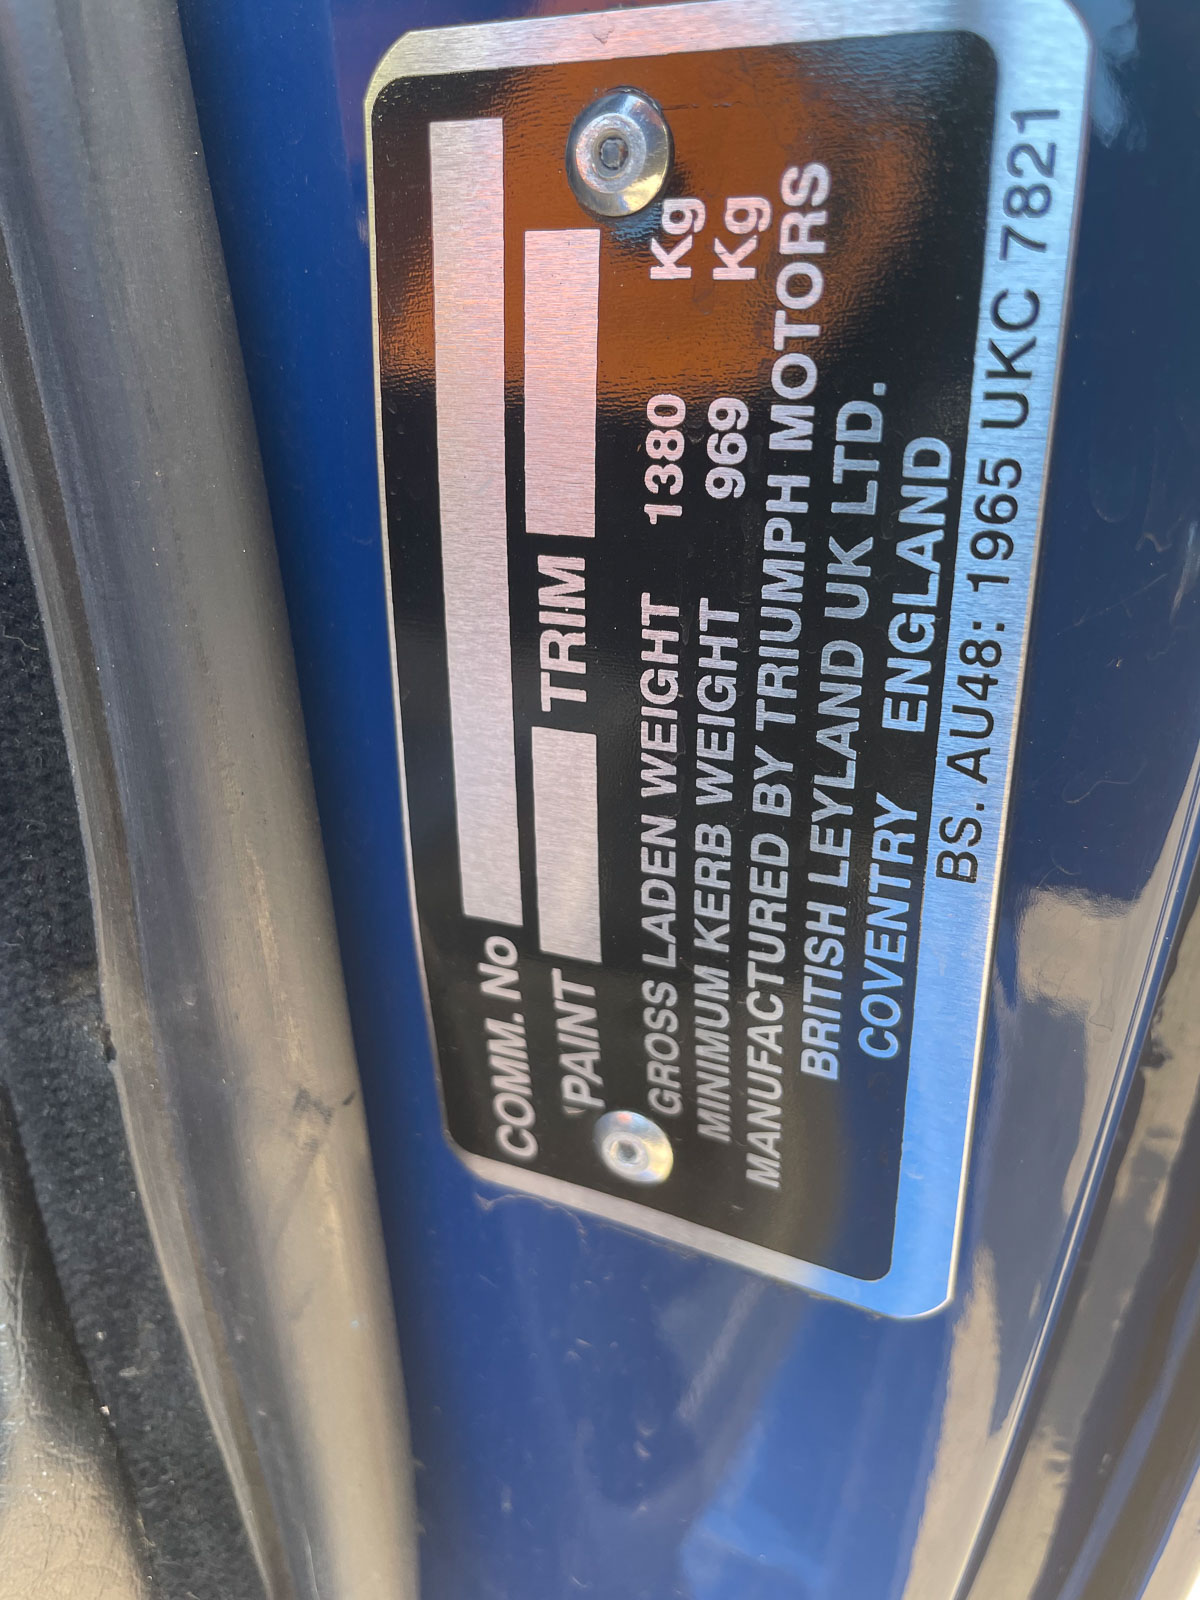 COMM. No
PAINT TRIM
GROSS LADEN WEIGHT 1380 Kg
MINIMUM KERB WEIGHT 969 Kg
MANUFACTURED BY TRIUMPH MOTORS
BRITISH LEYLAND UK LTD.
COVENTRY ENGLAND
BS. AU48:1965 UKC 7821